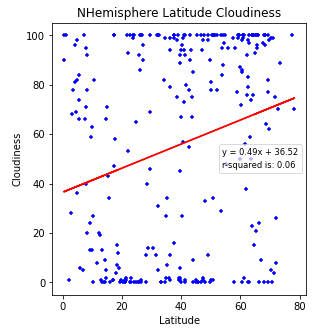 NHemisphere Latitude Cloudiness
100
80
60
40
20
0
Cloudiness
y = 0.49x + 36.52
r-squared is: 0.06
0 20 40 60 80
Latitude